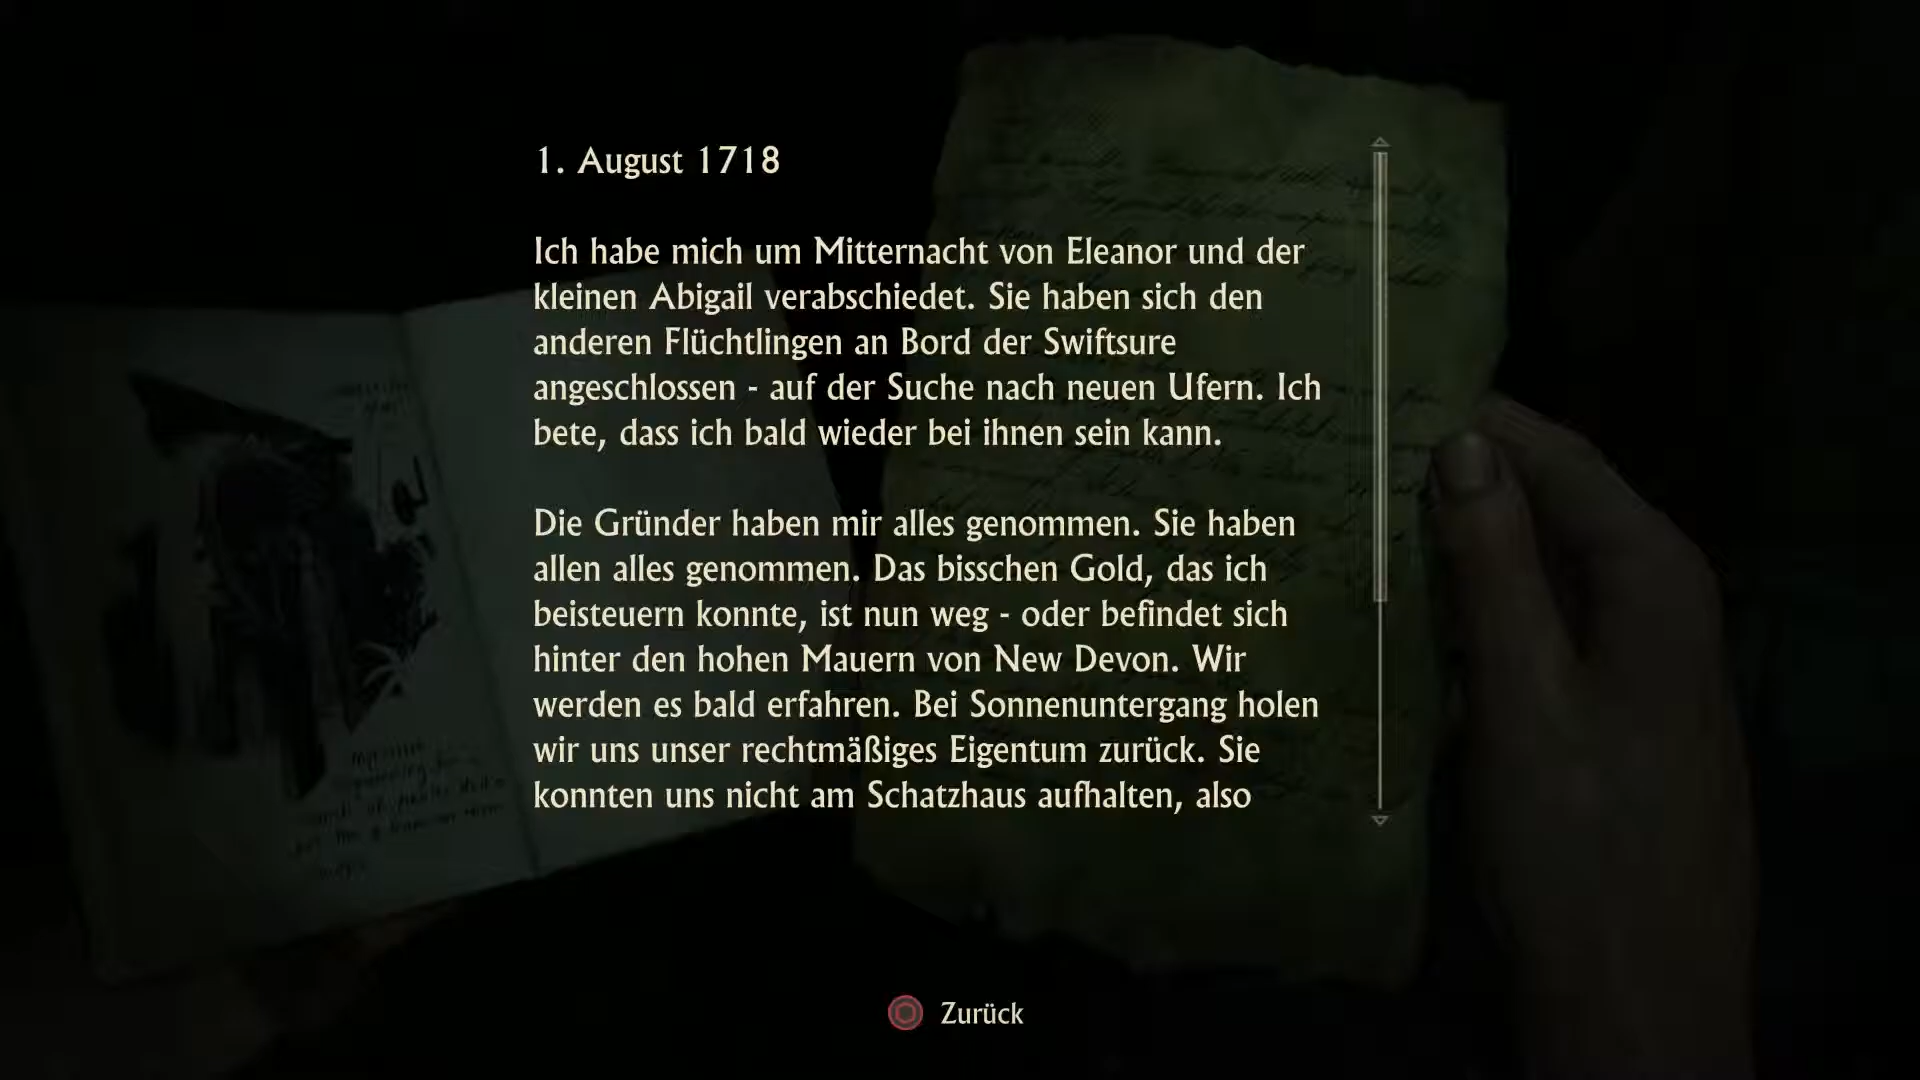 1. August 1718
Ich habe mich um Mitternacht von Eleanor und der
kleinen Abigail verabschiedet. Sie haben sich den
anderen Flüchtlingen an Bord der Swiftsure
angeschlossen - auf der Suche nach neuen Ufern. Ich
bete, dass ich bald wieder bei ihnen sein kann.
Die Gründer haben mir alles genommen. Sie haben
allen alles genommen. Das bisschen Gold, das ich
beisteuern konnte, ist nun weg - oder befindet sich
hinter den hohen Mauern von New Devon. Wir
werden es bald erfahren. Bei Sonnenuntergang holen
wir uns unser rechtmäßiges Eigentum zurück. Sie
konnten uns nicht am Schatzhaus aufhalten, also
Zurück